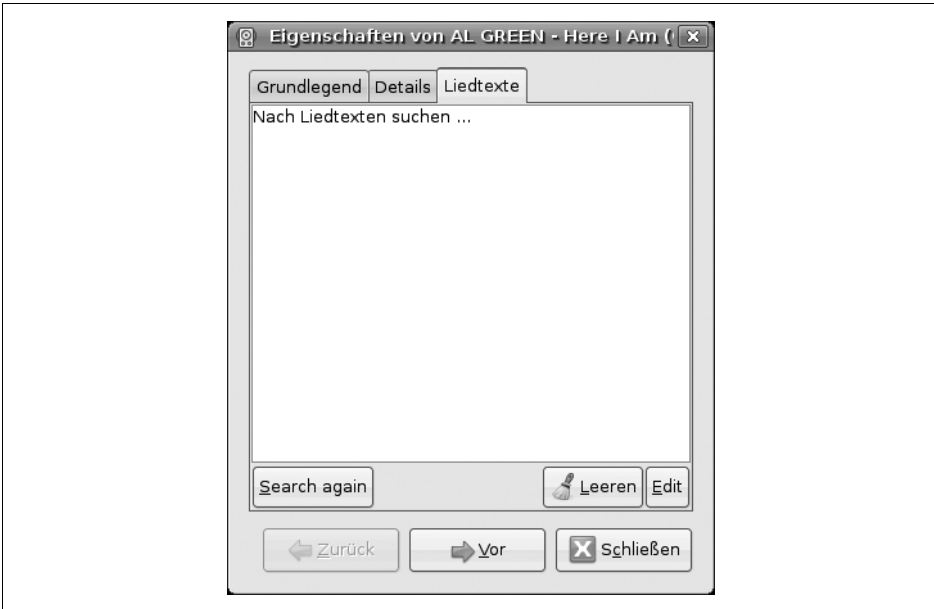 Eigenschaften von AL GREEN - Here I Am (
Grundlegend Details Liedtexte
Nach Liedtexten suchen ...
Search again Leeren Edit
Zurück Vor Schließen